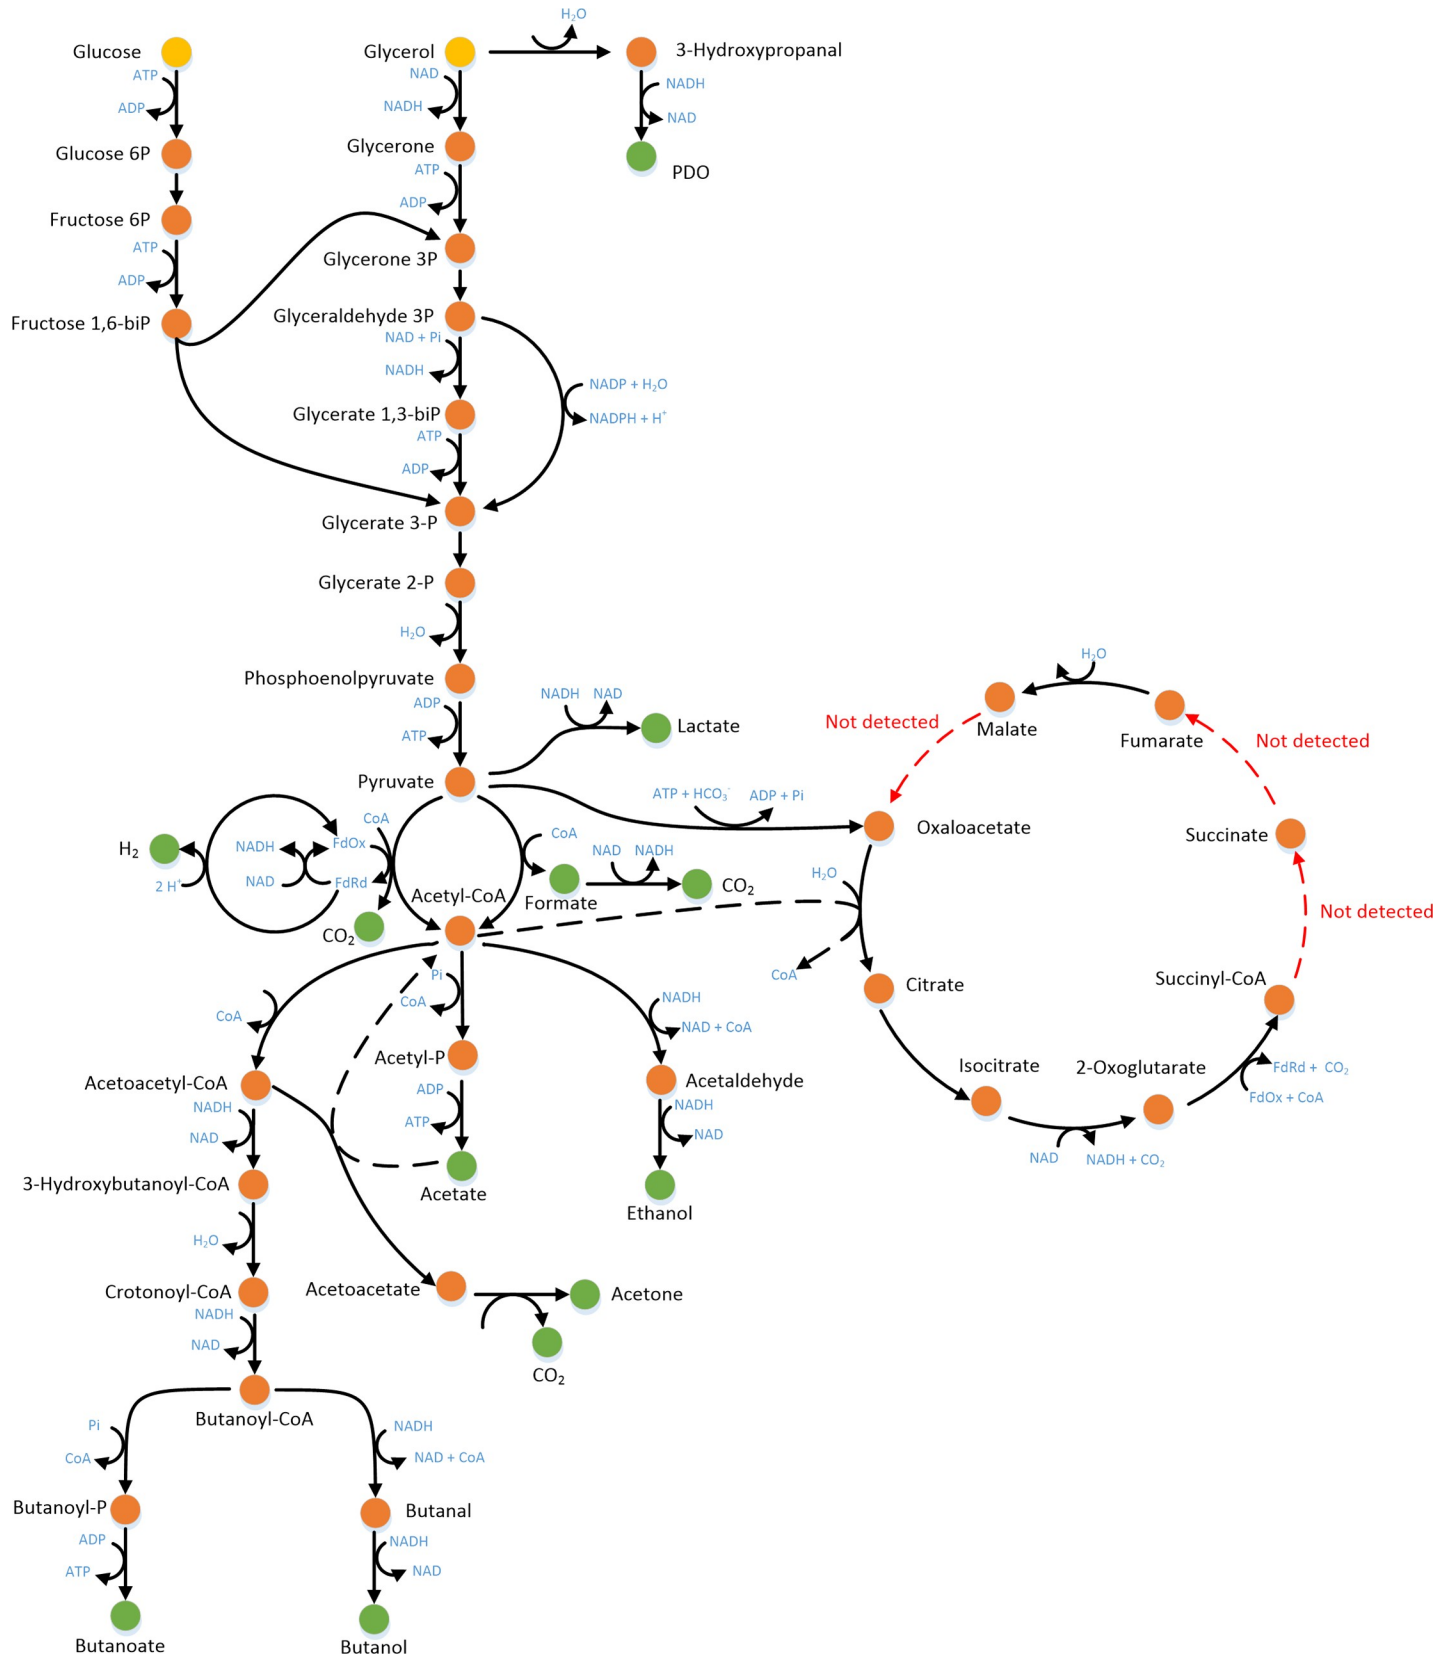 H₂O
Glucose
Glycerol
3-Hydroxypropanal
ATP
ADP
NAD
NADH
NADH
NAD
Glucose 6P
Glycerone
PDO
ATP
ADP
Fructose 6P
ATP
ADP
Glycerone 3P
Fructose 1,6-biP
Glyceraldehyde 3P
NAD + Pi
NADH
NADP + H₂O
NADPH + H⁺
Glycerate 1,3-biP
ATP
ADP
Glycerate 3-P
Glycerate 2-P
H₂O
Phosphoenolpyruvate
ADP
ATP
NADH NAD
Lactate
Pyruvate
ATP + HCO₃⁻ ADP + Pi
Oxaloacetate
H₂O
Malate
Fumarate
Not detected
Not detected
Succinate
Not detected
Succinyl-CoA
H₂
2 H⁺
NADH
NAD
FdOx
FdRd
CoA
CO₂
CoA
Acetyl-CoA
Formate
NAD NADH
CO₂
H₂O
CoA
Citrate
Isocitrate
2-Oxoglutarate
FdRd + CO₂
FdOx + CoA
NAD
NADH + CO₂
CoA
Pi
CoA
NADH
NAD + CoA
Acetoacetyl-CoA
Acetyl-P
Acetaldehyde
NADH
NAD
ADP
ATP
NADH
NAD
3-Hydroxybutanoyl-CoA
Acetate
Ethanol
H₂O
Crotonoyl-CoA
Acetoacetate
Acetone
CO₂
NADH
NAD
Butanoyl-CoA
Pi
CoA
NADH
NAD + CoA
Butanoyl-P
Butanal
ADP
ATP
NADH
NAD
Butanoate
Butanol